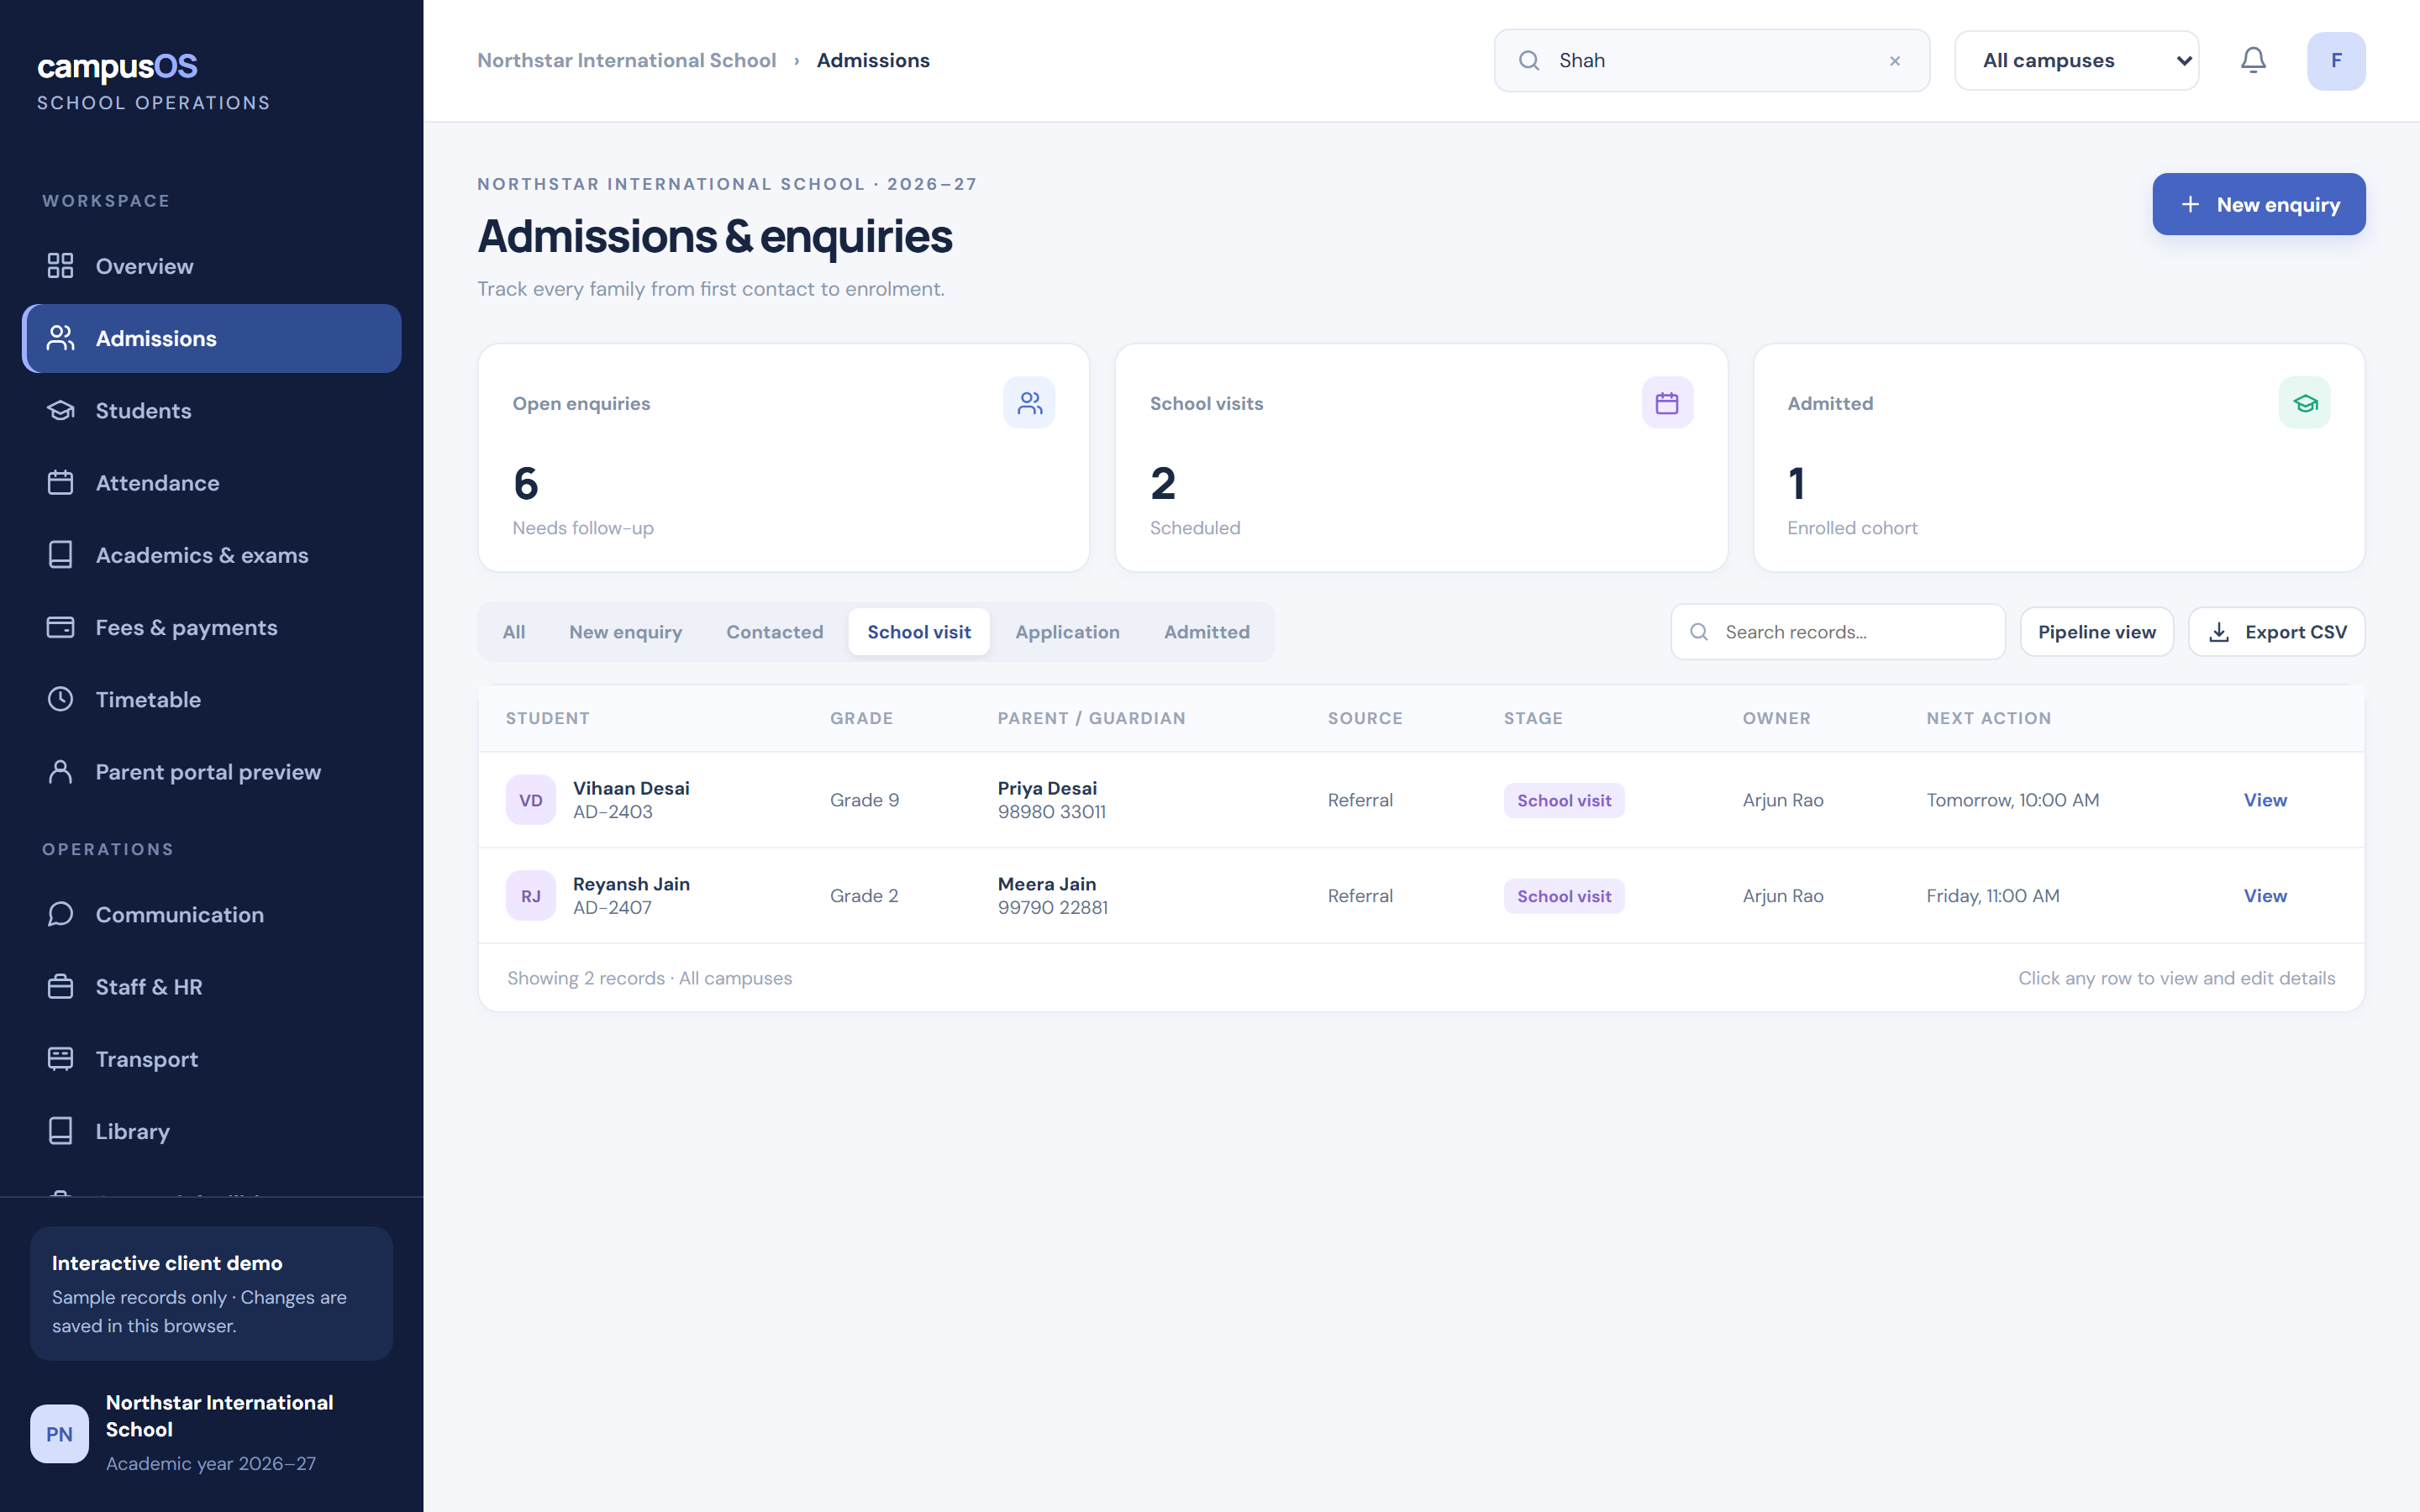 campusOS
SCHOOL OPERATIONS
WORKSPACE
Overview
Admissions
Students
Attendance
Academics & exams
Fees & payments
Timetable
Parent portal preview
OPERATIONS
Communication
Staff & HR
Transport
Library
Interactive client demo
Sample records only · Changes are
saved in this browser.
PN
Northstar International
School
Academic year 2026–27
Northstar International School › Admissions
Shah ×
All campuses
F
NORTHSTAR INTERNATIONAL SCHOOL · 2026–27
Admissions & enquiries
Track every family from first contact to enrolment.
+ New enquiry
Open enquiries
6
Needs follow-up
School visits
2
Scheduled
Admitted
1
Enrolled cohort
All New enquiry Contacted School visit Application Admitted
Search records... Pipeline view Export CSV
STUDENT GRADE PARENT / GUARDIAN SOURCE STAGE OWNER NEXT ACTION
VD Vihaan Desai AD-2403 Grade 9 Priya Desai 98980 33011 Referral School visit Arjun Rao Tomorrow, 10:00 AM View
RJ Reyansh Jain AD-2407 Grade 2 Meera Jain 99790 22881 Referral School visit Arjun Rao Friday, 11:00 AM View
Showing 2 records · All campuses Click any row to view and edit details